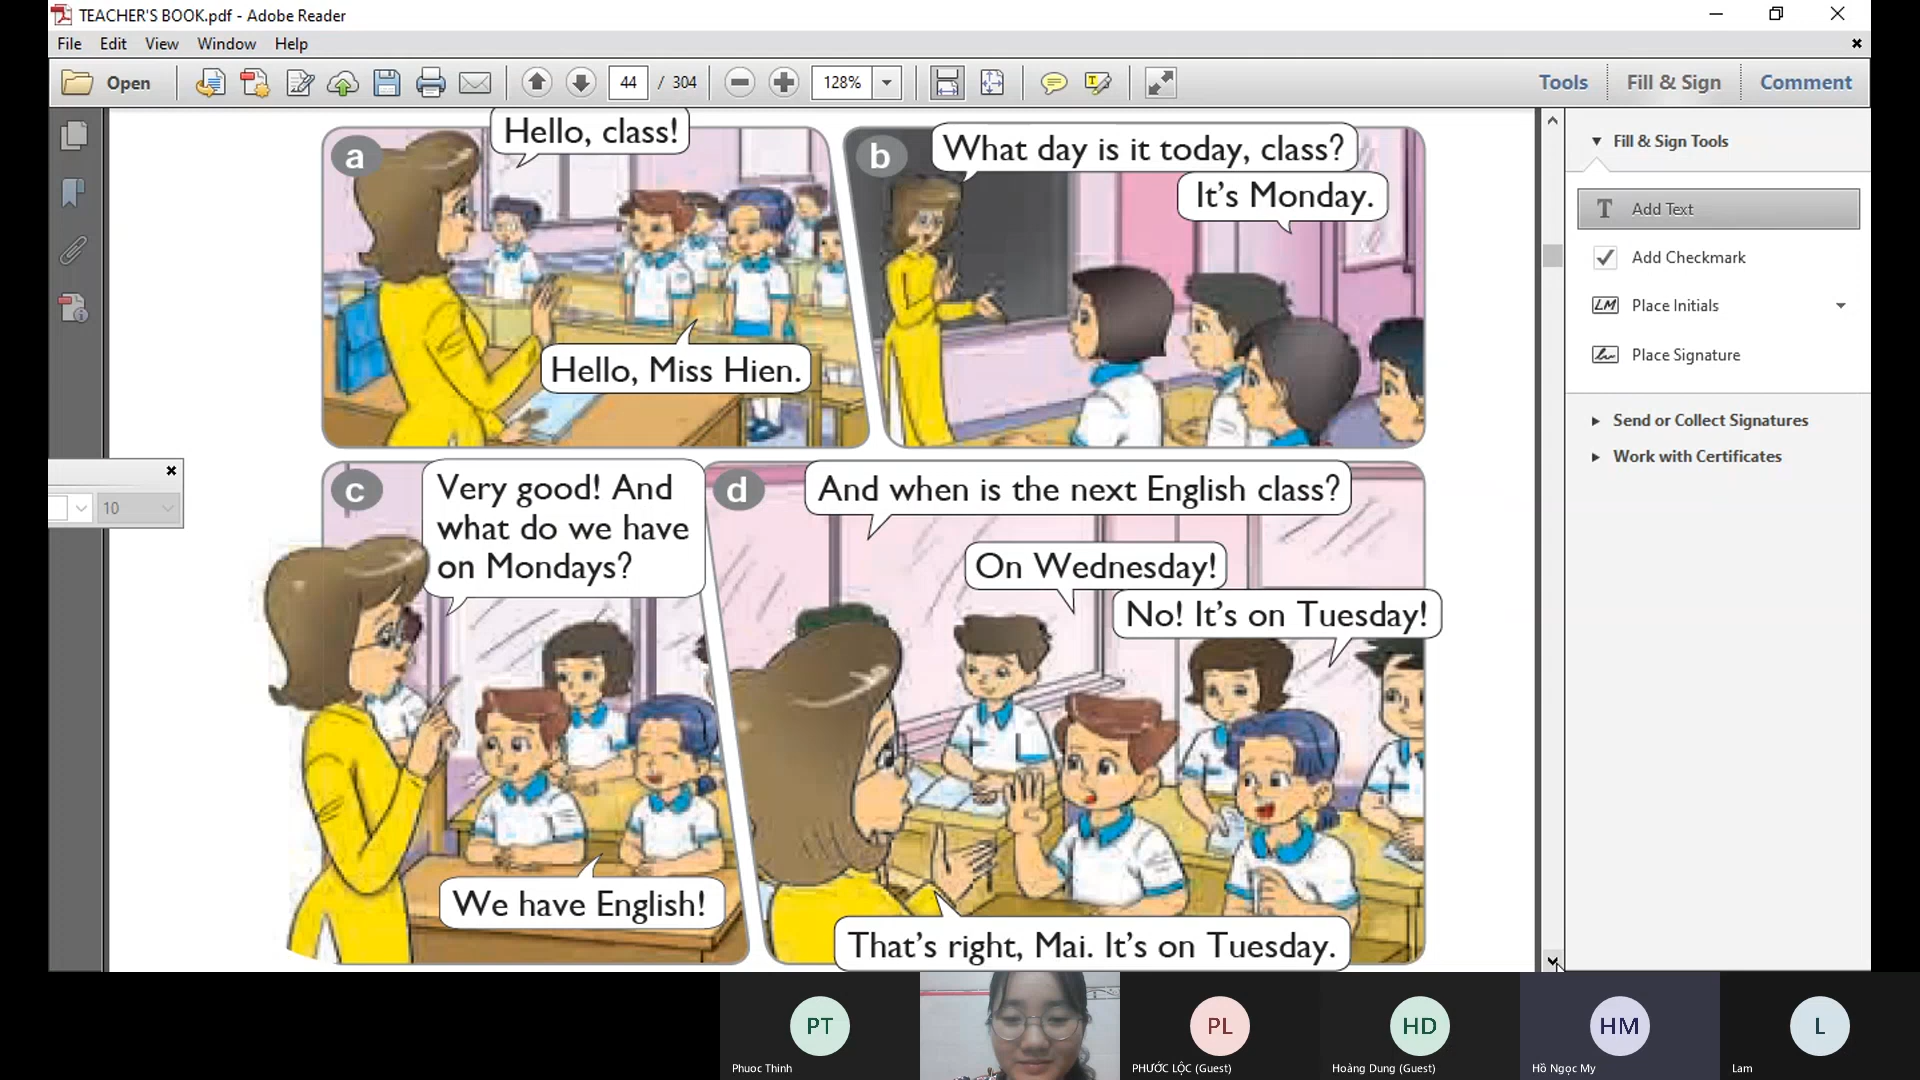 TEACHER'S BOOK.pdf - Adobe Reader
File Edit View Window Help
Open 44 / 304 128% Tools Fill & Sign Comment
a
Hello, class!
Hello, Miss Hien.
b
What day is it today, class?
It's Monday.
c
Very good! And
what do we have
on Mondays?
We have English!
d
And when is the next English class?
On Wednesday!
No! It's on Tuesday!
That's right, Mai. It's on Tuesday.
10
Fill & Sign Tools
T Add Text
Add Checkmark
LM Place Initials
Place Signature
Send or Collect Signatures
Work with Certificates
PT
Phuoc Thinh
PL
PHƯỚC LỘC (Guest)
HD
Hoàng Dung (Guest)
HM
Hồ Ngọc My
L
Lam